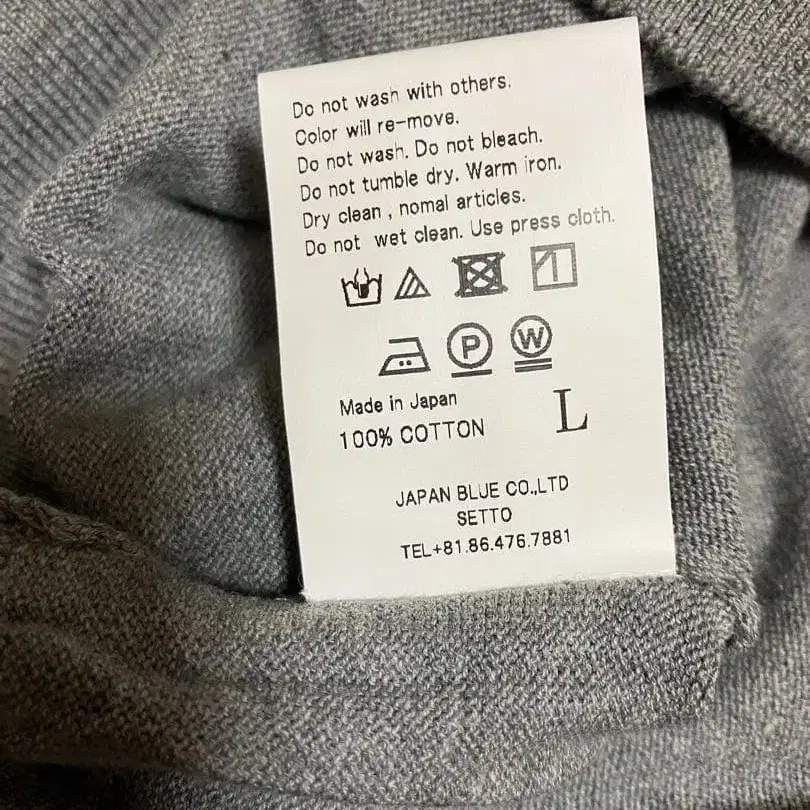 Do not wash with others.
Color will re-move.
Do not wash. Do not bleach.
Do not tumble dry. Warm iron.
Dry clean , nomal articles.
Do not wet clean. Use press cloth.
P W
Made in Japan
100% COTTON L
JAPAN BLUE CO.,LTD
SETTO
TEL+81.86.476.7881